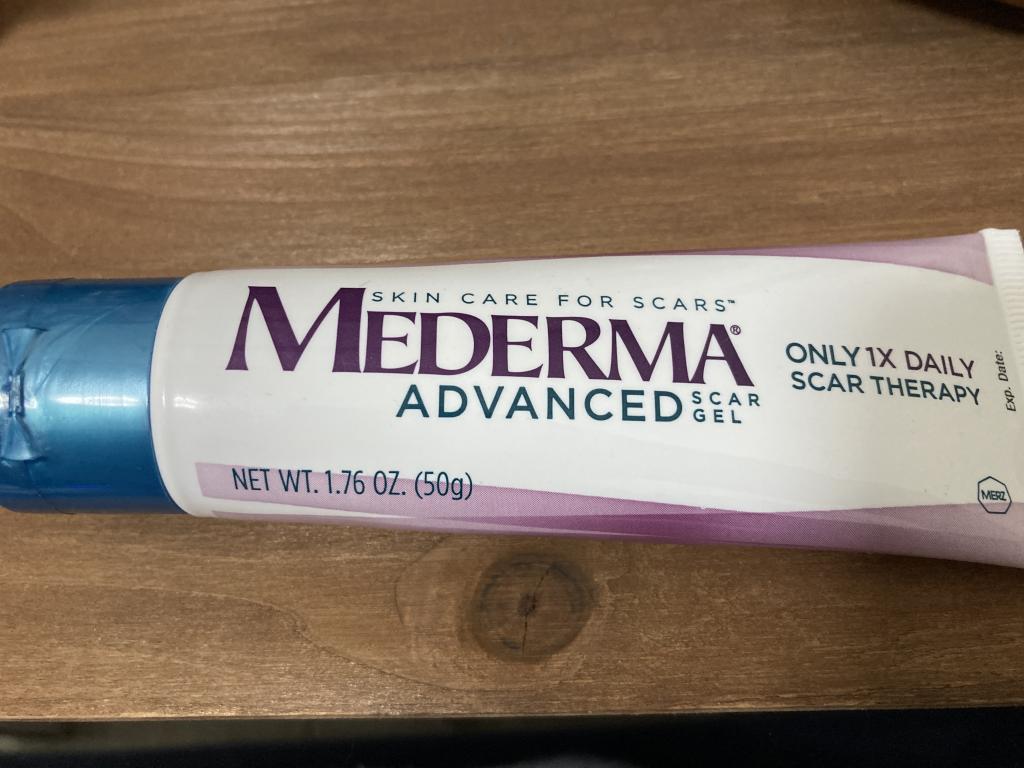 SKIN CARE FOR SCARS™
MEDERMA®
ADVANCED SCAR GEL
ONLY 1X DAILY
SCAR THERAPY
NET WT. 1.76 OZ. (50g)
Exp. Date:
MERZ